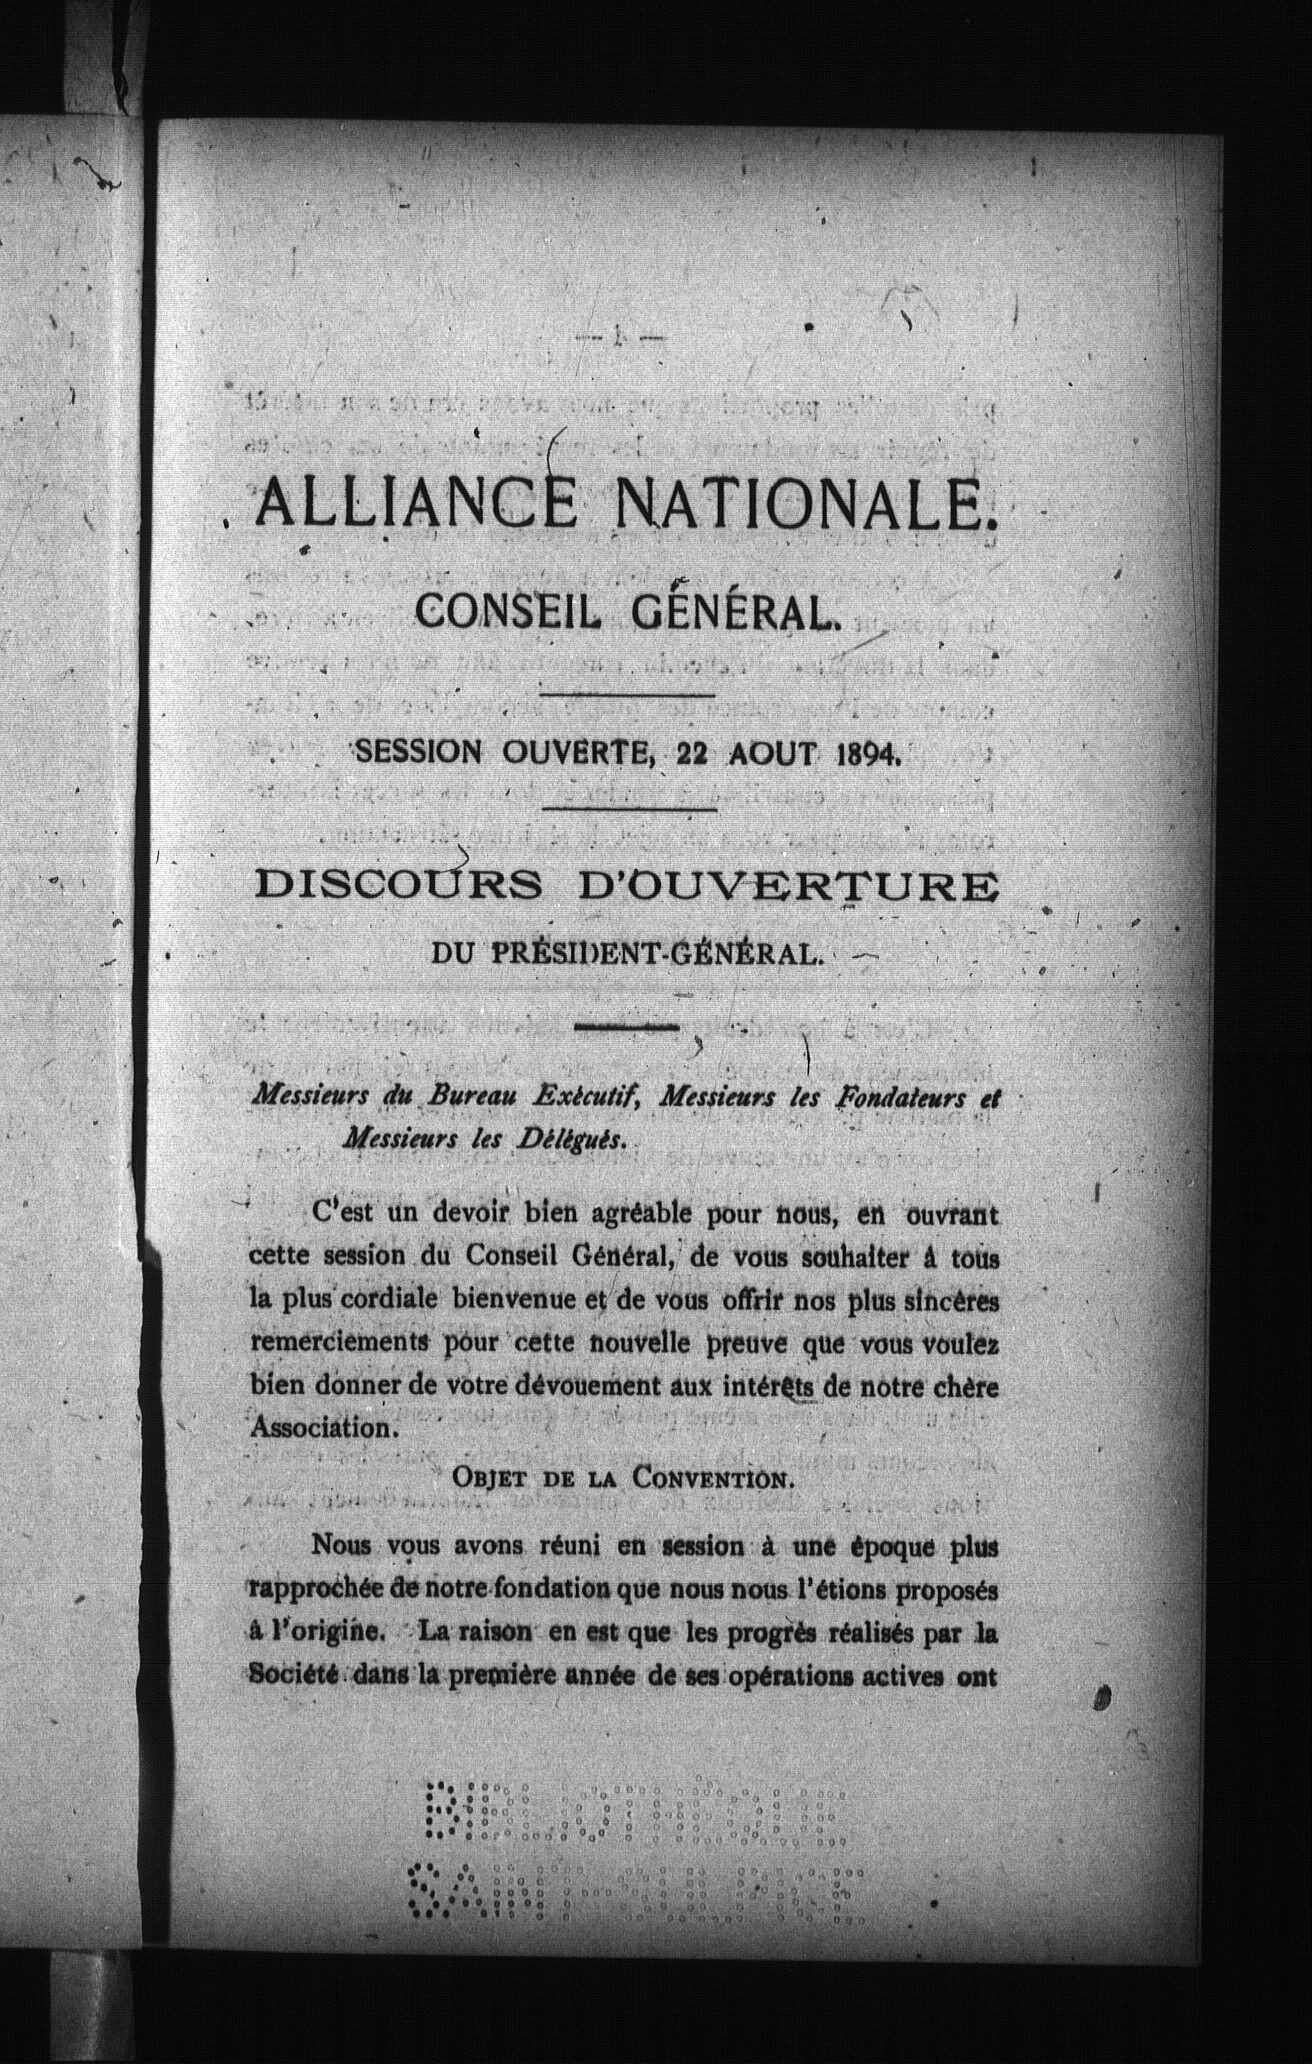 — 1 —
ALLIANCE NATIONALE.
CONSEIL GÉNÉRAL.
SESSION OUVERTE, 22 AOUT 1894.
DISCOURS D'OUVERTURE
DU PRÉSIDENT-GÉNÉRAL.
Messieurs du Bureau Exécutif, Messieurs les Fondateurs et
Messieurs les Délégués.
C'est un devoir bien agréable pour nous, en ouvrant
cette session du Conseil Général, de vous souhaiter à tous
la plus cordiale bienvenue et de vous offrir nos plus sincères
remerciements pour cette nouvelle preuve que vous voulez
bien donner de votre dévouement aux intérêts de notre chère
Association.
OBJET DE LA CONVENTION.
Nous vous avons réuni en session à une époque plus
rapprochée de notre fondation que nous nous l'étions proposés
à l'origine. La raison en est que les progrès réalisés par la
Société dans la première année de ses opérations actives ont
BIBLIOTHÈQUE
SAINT-SULPICE